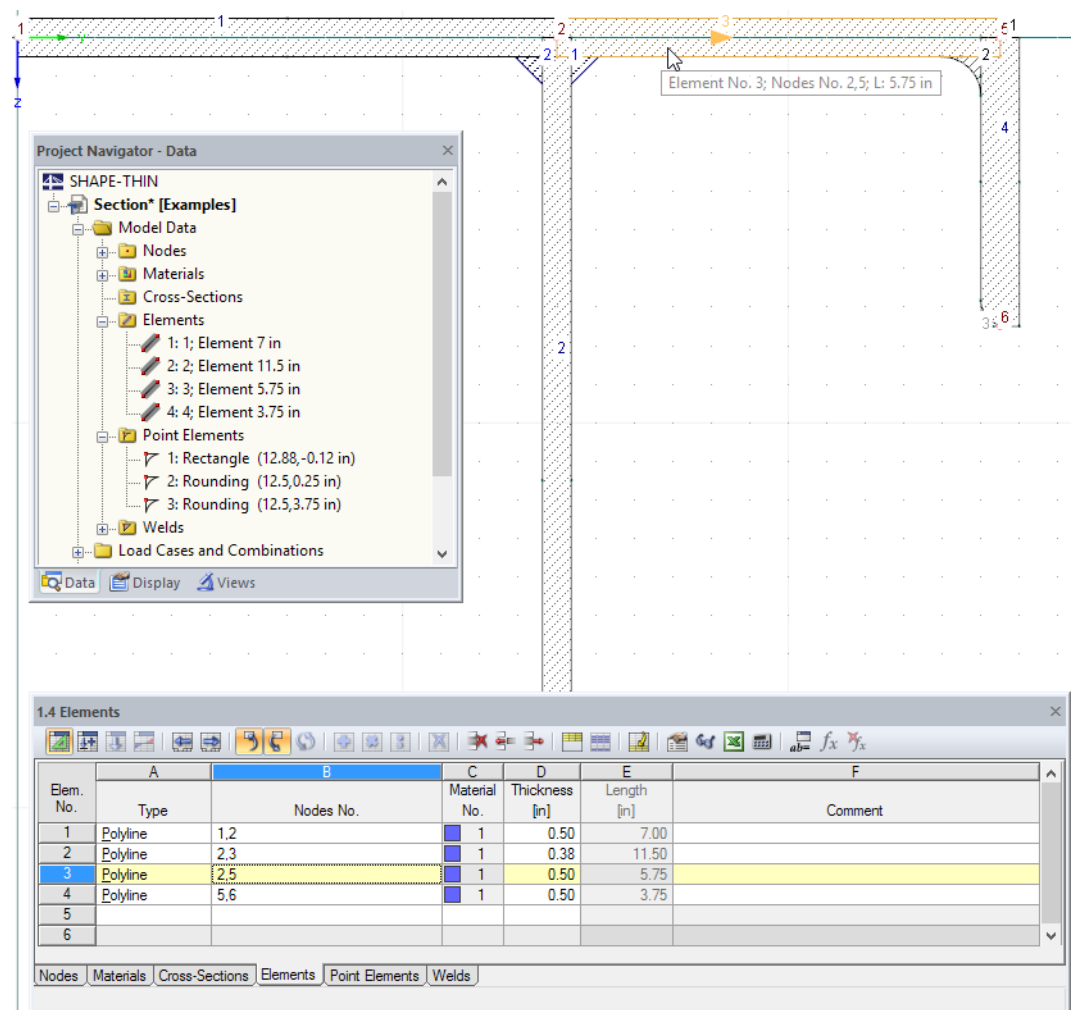 1 1 2 3 6 1
y
2 1 2
Element No. 3; Nodes No. 2,5; L: 5.75 in
z
4
Project Navigator - Data
SHAPE-THIN
Section* [Examples]
Model Data
Nodes
Materials
Cross-Sections
Elements
1: 1; Element 7 in
2: 2; Element 11.5 in
3: 3; Element 5.75 in
4: 4; Element 3.75 in
Point Elements
1: Rectangle (12.88,-0.12 in)
2: Rounding (12.5,0.25 in)
3: Rounding (12.5,3.75 in)
Welds
Load Cases and Combinations
Data Display Views
3 6
2
1.4 Elements
ab= fx fx
A B C D E F
Elem. Material Thickness Length
No. Type Nodes No. No. [in] [in] Comment
1 Polyline 1,2 1 0.50 7.00
2 Polyline 2,3 1 0.38 11.50
3 Polyline 2,5 1 0.50 5.75
4 Polyline 5,6 1 0.50 3.75
5
6
Nodes Materials Cross-Sections Elements Point Elements Welds